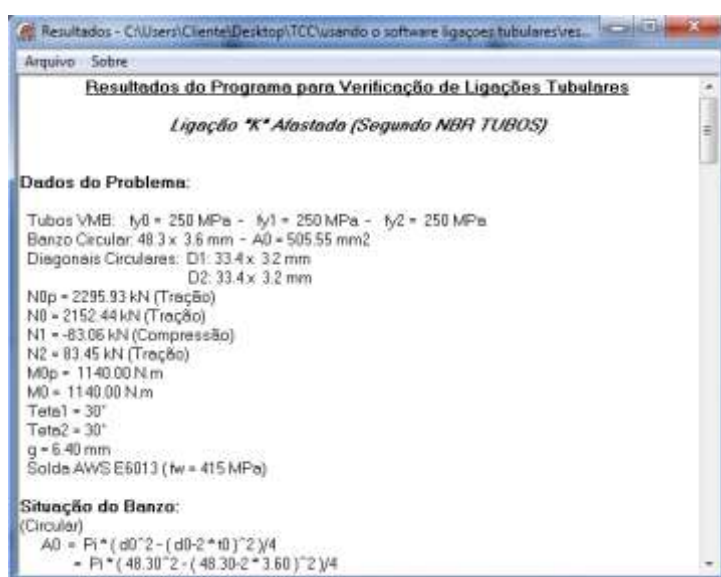 Resultados - C:\Users\Cliente\Desktop\TCC\usando o software ligaçoes tubulares\res...
Arquivo Sobre
Resultados do Programa para Verificação de Ligações Tubulares
Ligação "K" Afastada (Segundo NBR TUBOS)
Dados do Problema:
Tubos VMB: fy0 = 250 MPa - fy1 = 250 MPa - fy2 = 250 MPa
Banzo Circular: 48.3 x 3.6 mm - A0 = 505.55 mm2
Diagonais Circulares: D1: 33.4 x 3.2 mm
D2: 33.4 x 3.2 mm
N0p = 2295.93 kN (Tração)
N0 = 2152.44 kN (Tração)
N1 = -83.06 kN (Compressão)
N2 = 83.45 kN (Tração)
M0p = 1140.00 N.m
M0 = 1140.00 N.m
Teta1 = 30°
Teta2 = 30°
g = 6.40 mm
Solda AWS E6013 ( fw = 415 MPa)
Situação do Banzo:
(Circular)
A0 = Pi * ( d0^2 - ( d0-2 * t0 )^2 )/4
= Pi * ( 48.30^2 - ( 48.30-2 * 3.60 )^2 )/4